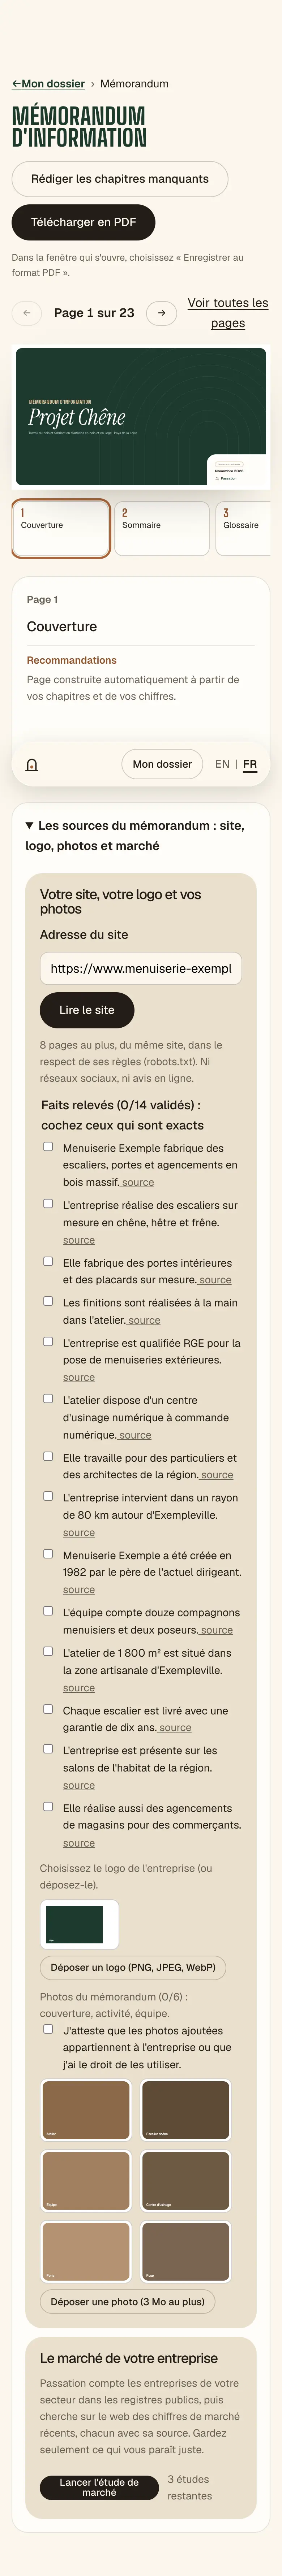 ←Mon dossier › Mémorandum
MÉMORANDUM
D'INFORMATION
Rédiger les chapitres manquants
Télécharger en PDF
Dans la fenêtre qui s'ouvre, choisissez « Enregistrer au
format PDF ».
← Page 1 sur 23 → Voir toutes les
pages
MÉMORANDUM D'INFORMATION
Projet Chêne
Novembre 2026
Passation
1
Couverture
2
Sommaire
3
Glossaire
Page 1
Couverture
Recommandations
Page construite automatiquement à partir de
vos chapitres et de vos chiffres.
Mon dossier EN | FR
▼ Les sources du mémorandum : site,
logo, photos et marché
Votre site, votre logo et vos
photos
Adresse du site
https://www.menuiserie-exempl
Lire le site
8 pages au plus, du même site, dans le
respect de ses règles (robots.txt). Ni
réseaux sociaux, ni avis en ligne.
Faits relevés (0/14 validés) :
cochez ceux qui sont exacts
Menuiserie Exemple fabrique des
escaliers, portes et agencements en
bois massif. source
L'entreprise réalise des escaliers sur
mesure en chêne, hêtre et frêne.
source
Elle fabrique des portes intérieures
et des placards sur mesure. source
Les finitions sont réalisées à la main
dans l'atelier. source
L'entreprise est qualifiée RGE pour la
pose de menuiseries extérieures.
source
L'atelier dispose d'un centre
d'usinage numérique à commande
numérique. source
Elle travaille pour des particuliers et
des architectes de la région. source
L'entreprise intervient dans un rayon
de 80 km autour d'Exempleville.
source
Menuiserie Exemple a été créée en
1982 par le père de l'actuel dirigeant.
source
L'équipe compte douze compagnons
menuisiers et deux poseurs. source
L'atelier de 1 800 m² est situé dans
la zone artisanale d'Exempleville.
source
Chaque escalier est livré avec une
garantie de dix ans. source
L'entreprise est présente sur les
salons de l'habitat de la région.
source
Elle réalise aussi des agencements
de magasins pour des commerçants.
source
Choisissez le logo de l'entreprise (ou
déposez-le).
Déposer un logo (PNG, JPEG, WebP)
Photos du mémorandum (0/6) :
couverture, activité, équipe.
J'atteste que les photos ajoutées
appartiennent à l'entreprise ou que
j'ai le droit de les utiliser.
Atelier
Escalier chêne
Équipe
Centre d'usinage
Déposer une photo (3 Mo au plus)
Le marché de votre entreprise
Passation compte les entreprises de votre
secteur dans les registres publics, puis
cherche sur le web des chiffres de marché
récents, chacun avec sa source. Gardez
seulement ce qui vous paraît juste.
Lancer l'étude de
marché
3 études
restantes